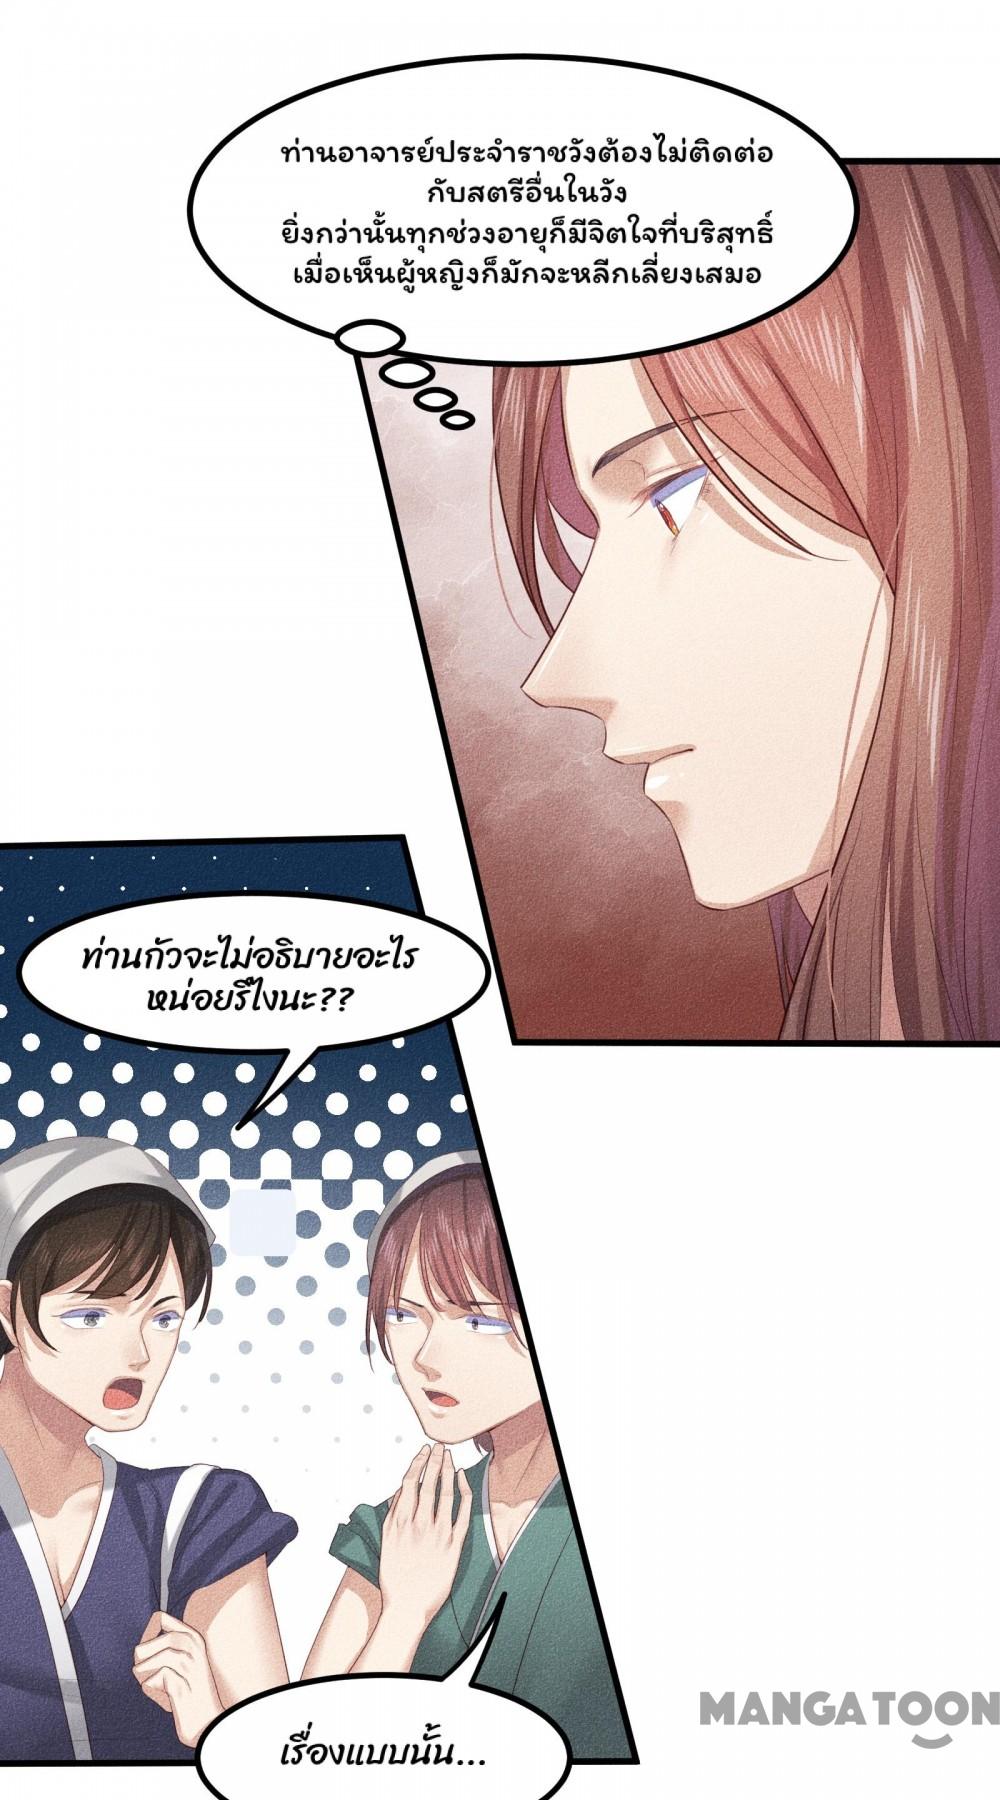 ท่านอาจารย์ประจำราชวังต้องไม่ติดต่อ
กับสตรีอื่นในวัง
ยิ่งกว่านั้นทุกช่วงอายุก็มีจิตใจที่บริสุทธิ์
เมื่อเห็นผู้หญิงก็มักจะหลีกเลี่ยงเสมอ
ท่านกัวจะไม่อธิบายอะไร
หน่อยรึไงนะ??
เรื่องแบบนั้น...
MANGATOON